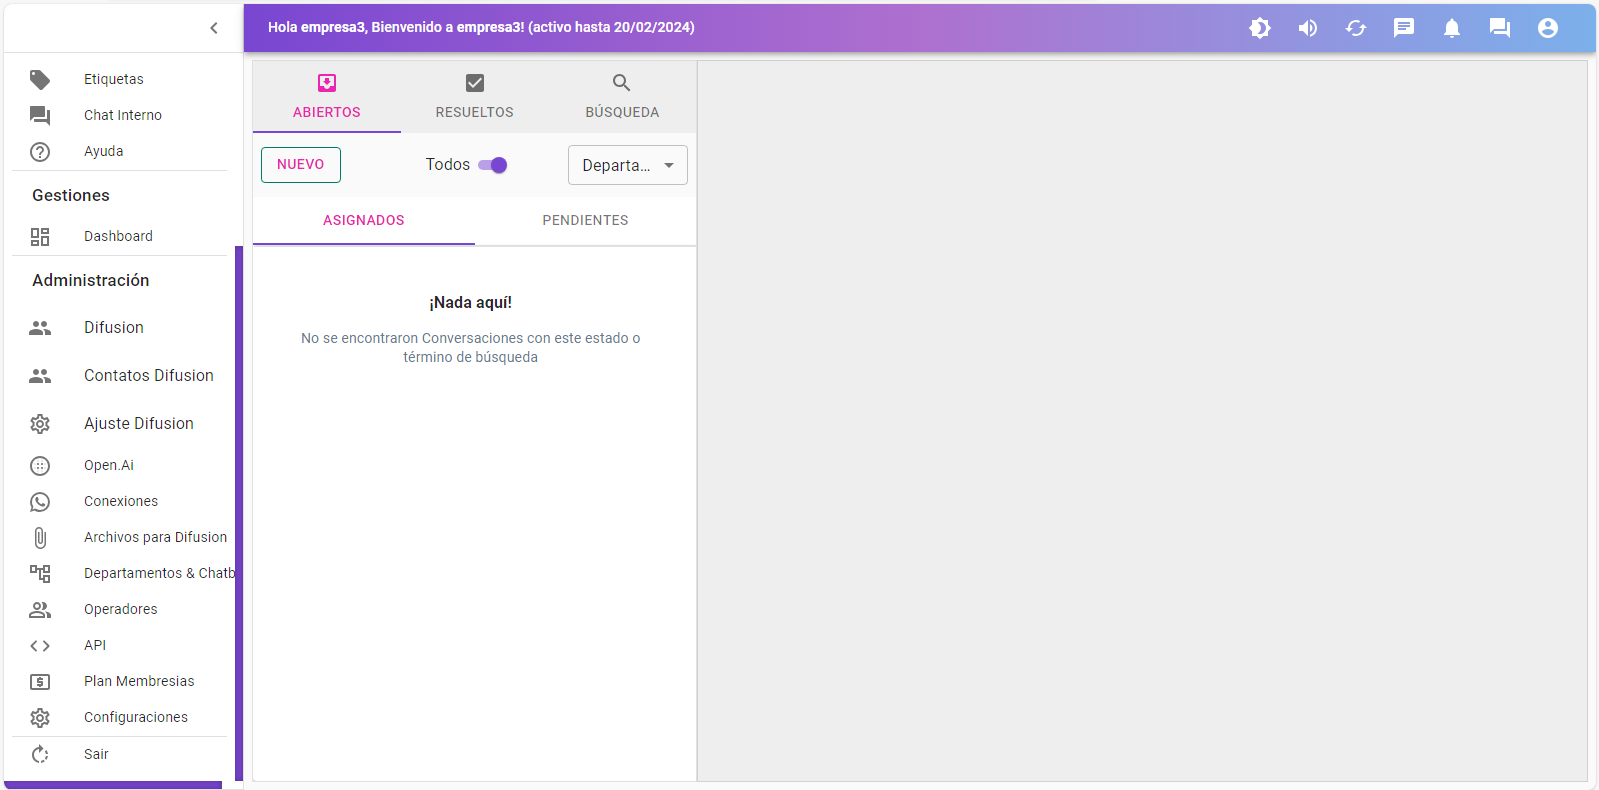 Hola empresa3, Bienvenido a empresa3! (activo hasta 20/02/2024)
Etiquetas
Chat Interno
Ayuda
Gestiones
Dashboard
Administración
Difusion
Contatos Difusion
Ajuste Difusion
Open.Ai
Conexiones
Archivos para Difusion
Departamentos & Chatb
Operadores
API
Plan Membresias
Configuraciones
Sair
ABIERTOS
RESUELTOS
BÚSQUEDA
NUEVO
Todos
Departa...
ASIGNADOS
PENDIENTES
¡Nada aquí!
No se encontraron Conversaciones con este estado o
término de búsqueda